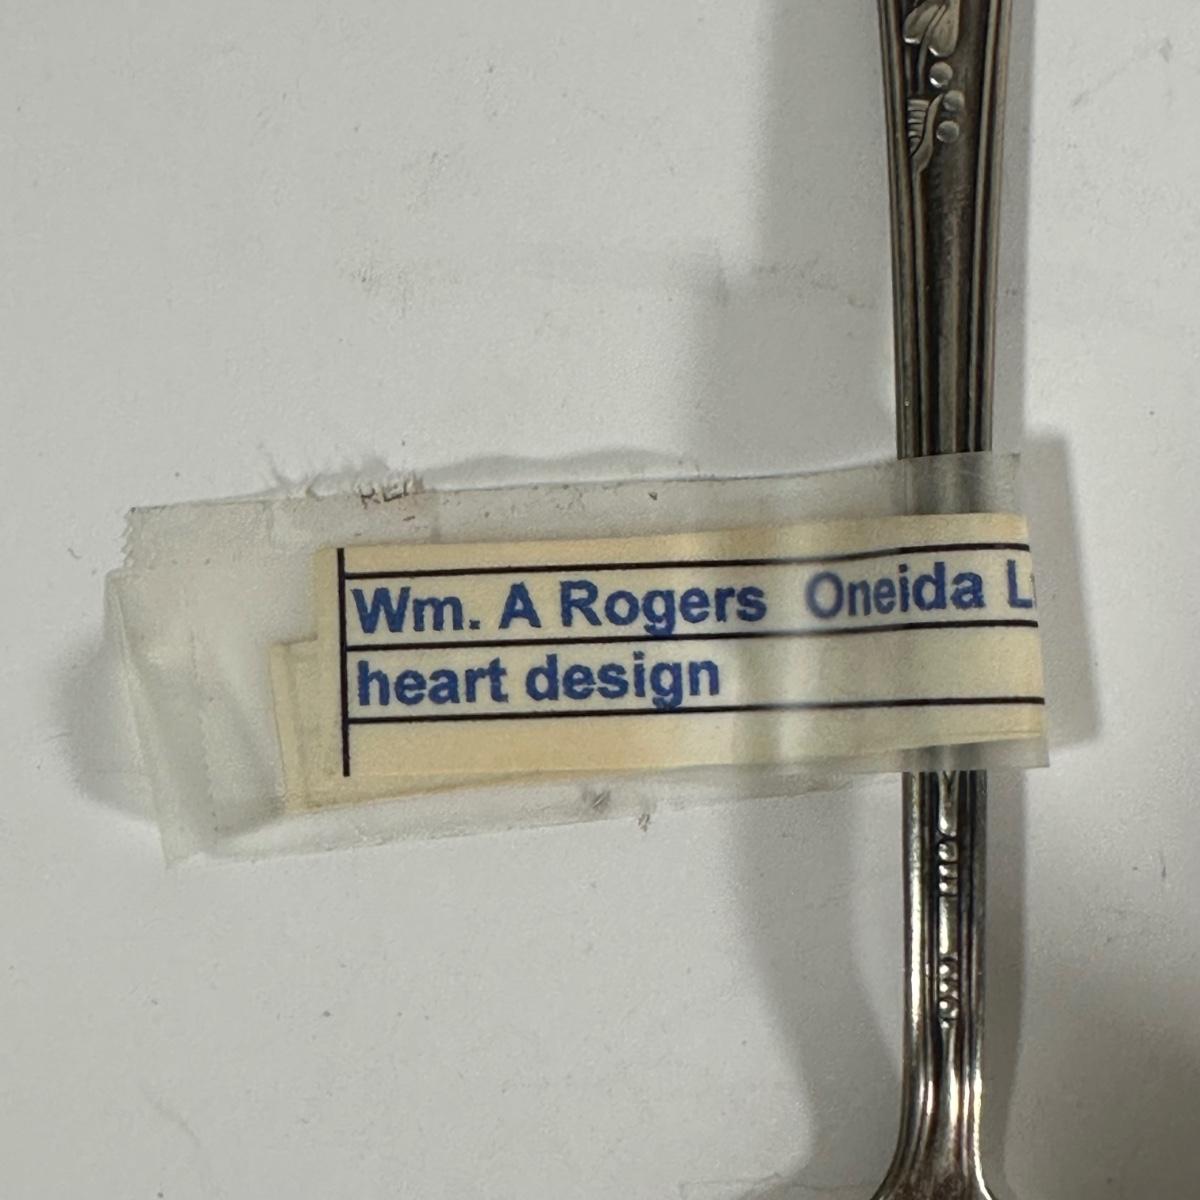 Wm. A Rogers Oneida L
heart design